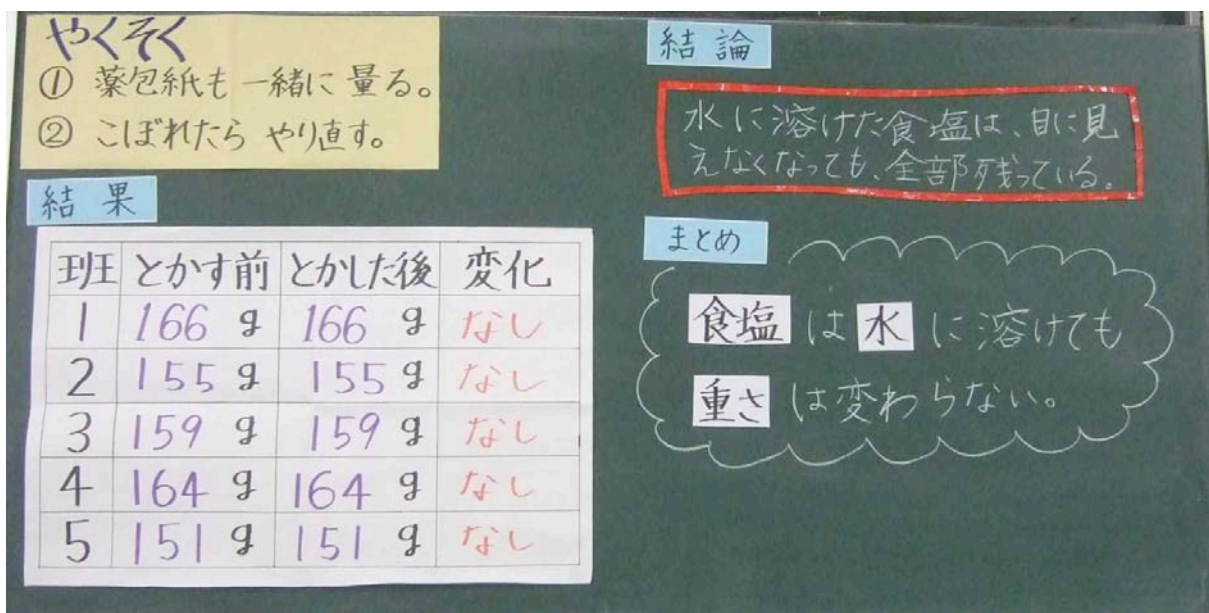 やくそく
① 薬包紙も一緒に量る。
② こぼれたら やり直す。
結果
班 とかす前 とかした後 変化
1 166 g 166 g なし
2 155 g 155 g なし
3 159 g 159 g なし
4 164 g 164 g なし
5 151 g 151 g なし
結論
水に溶けた食塩は、目に見
えなくなっても、全部残っている。
まとめ
食塩 は 水 に溶けても
重さ は変わらない。